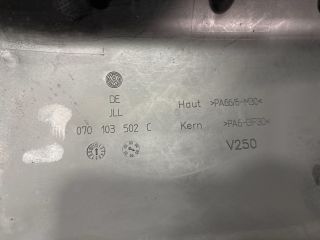 DE
JLL
070 103 502 C
Haut >PA66/6-M30<
Kern >PA6-GF30<
V250